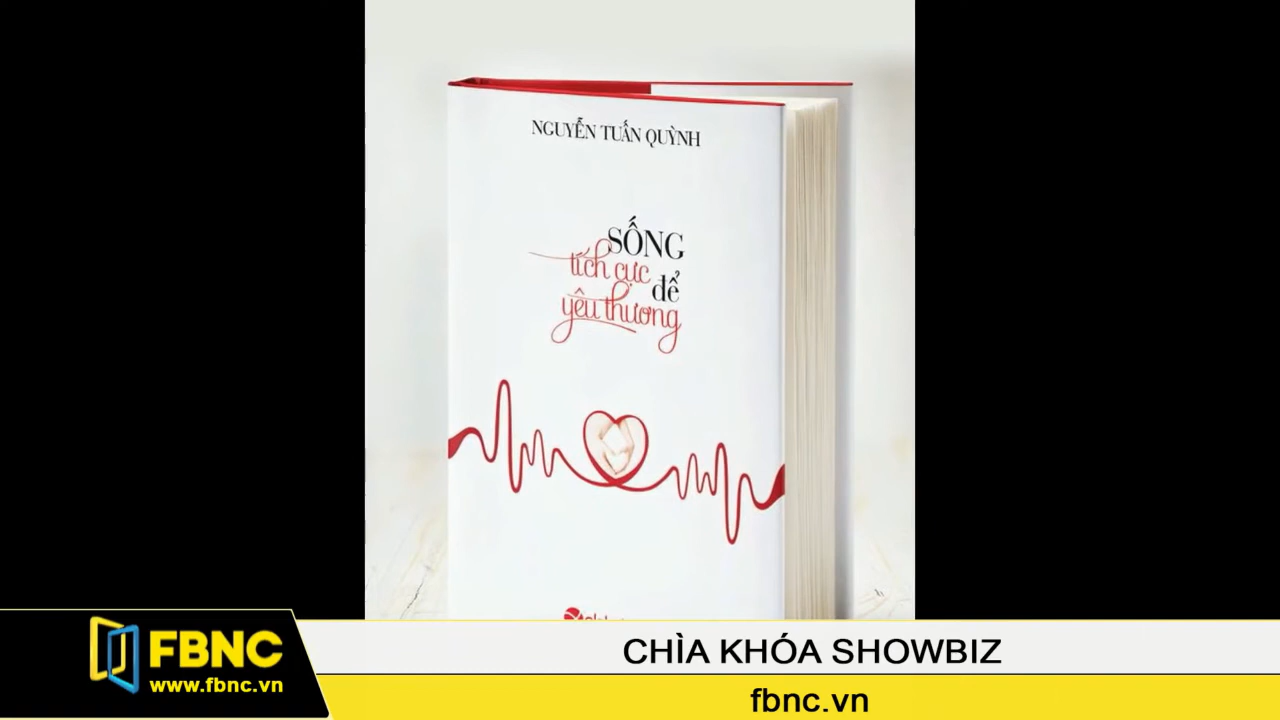 NGUYỄN TUẤN QUỲNH
SỐNG
tích cực
để
yêu thương
FBNC
www.fbnc.vn
CHÌA KHÓA SHOWBIZ
fbnc.vn